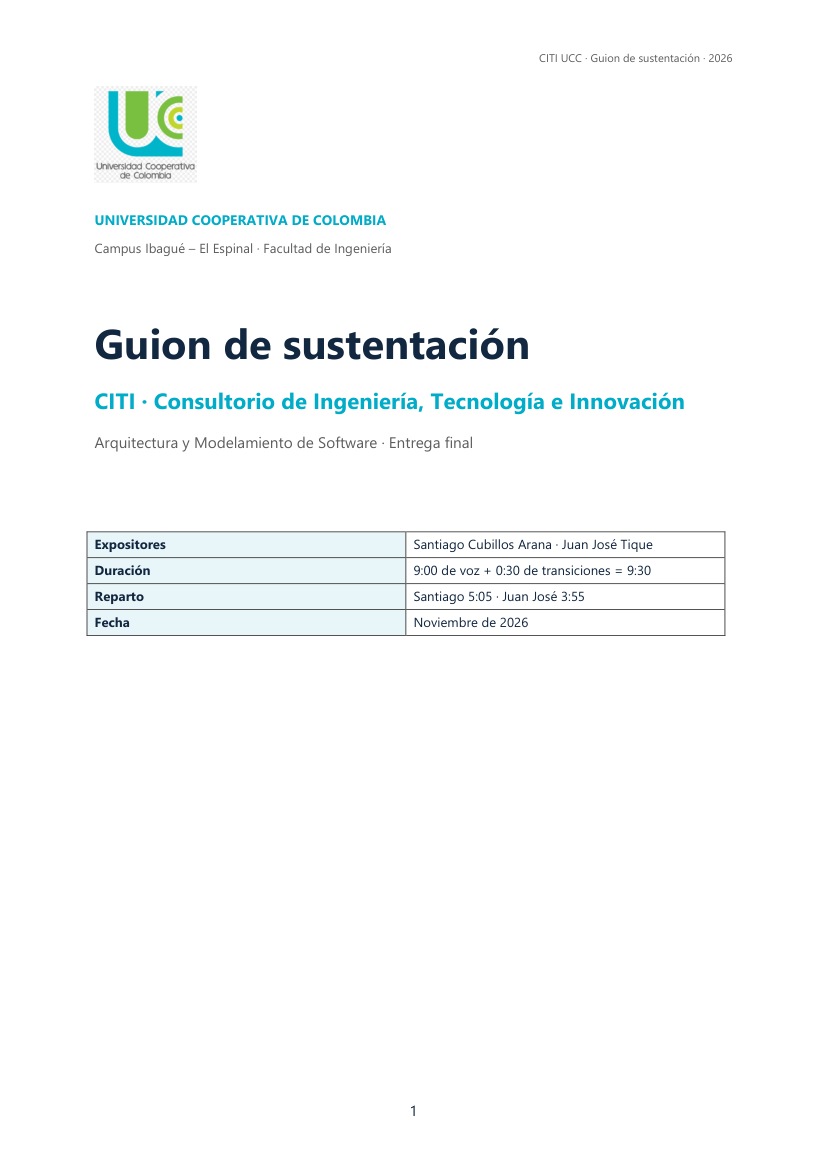 CITI UCC · Guion de sustentación · 2026
UCC
Universidad Cooperativa
de Colombia
UNIVERSIDAD COOPERATIVA DE COLOMBIA
Campus Ibagué – El Espinal · Facultad de Ingeniería
Guion de sustentación
CITI · Consultorio de Ingeniería, Tecnología e Innovación
Arquitectura y Modelamiento de Software · Entrega final
Expositores Santiago Cubillos Arana · Juan José Tique
Duración 9:00 de voz + 0:30 de transiciones = 9:30
Reparto Santiago 5:05 · Juan José 3:55
Fecha Noviembre de 2026
1